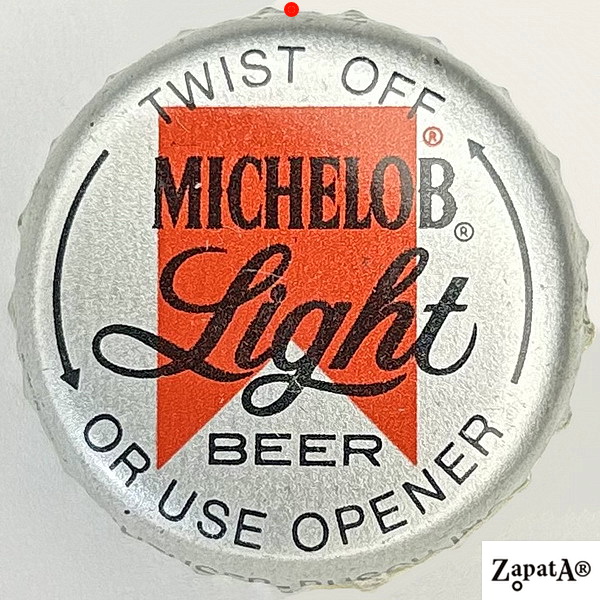 TWIST OFF
®
MICHELOB®
Light
BEER
OR USE OPENER
ZapatA®